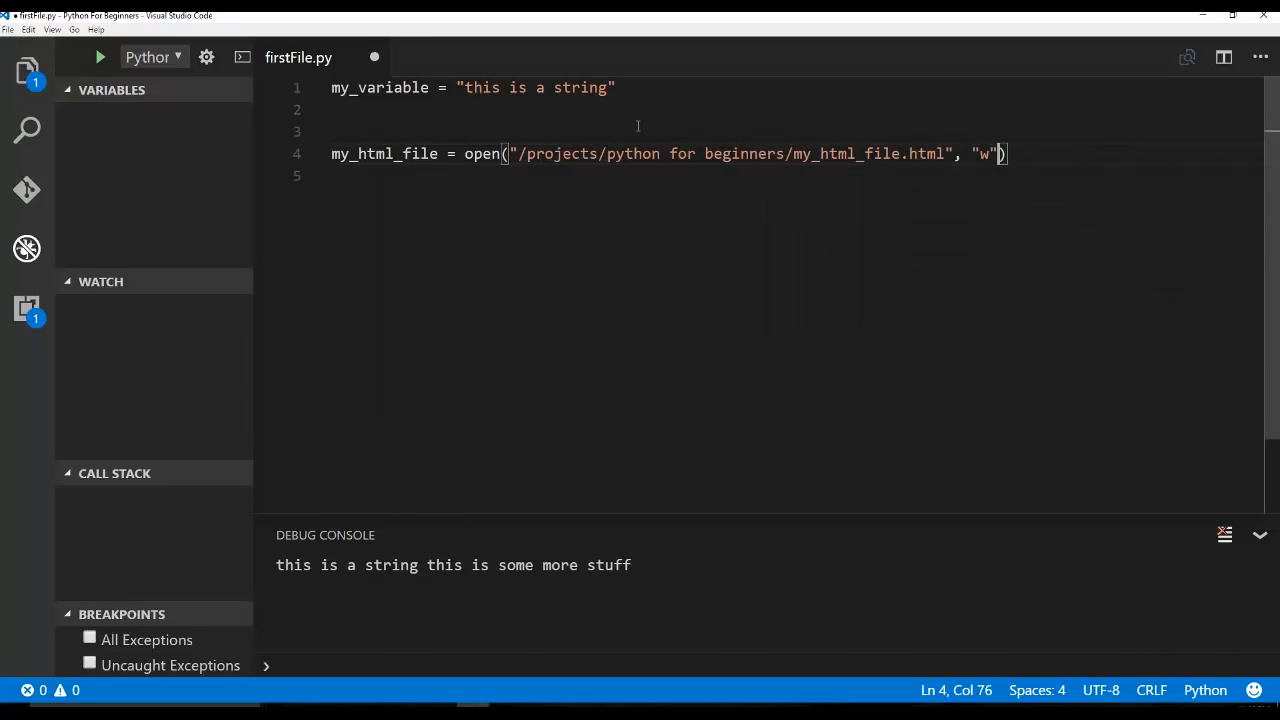 firstFile.py - Python For Beginners - Visual Studio Code
File Edit View Go Help
Python
firstFile.py
VARIABLES
WATCH
CALL STACK
BREAKPOINTS
All Exceptions
Uncaught Exceptions
1
1
1 my_variable = "this is a string"
2
3
4 my_html_file = open("/projects/python for beginners/my_html_file.html", "w")
5
DEBUG CONSOLE
this is a string this is some more stuff
0 0 Ln 4, Col 76 Spaces: 4 UTF-8 CRLF Python